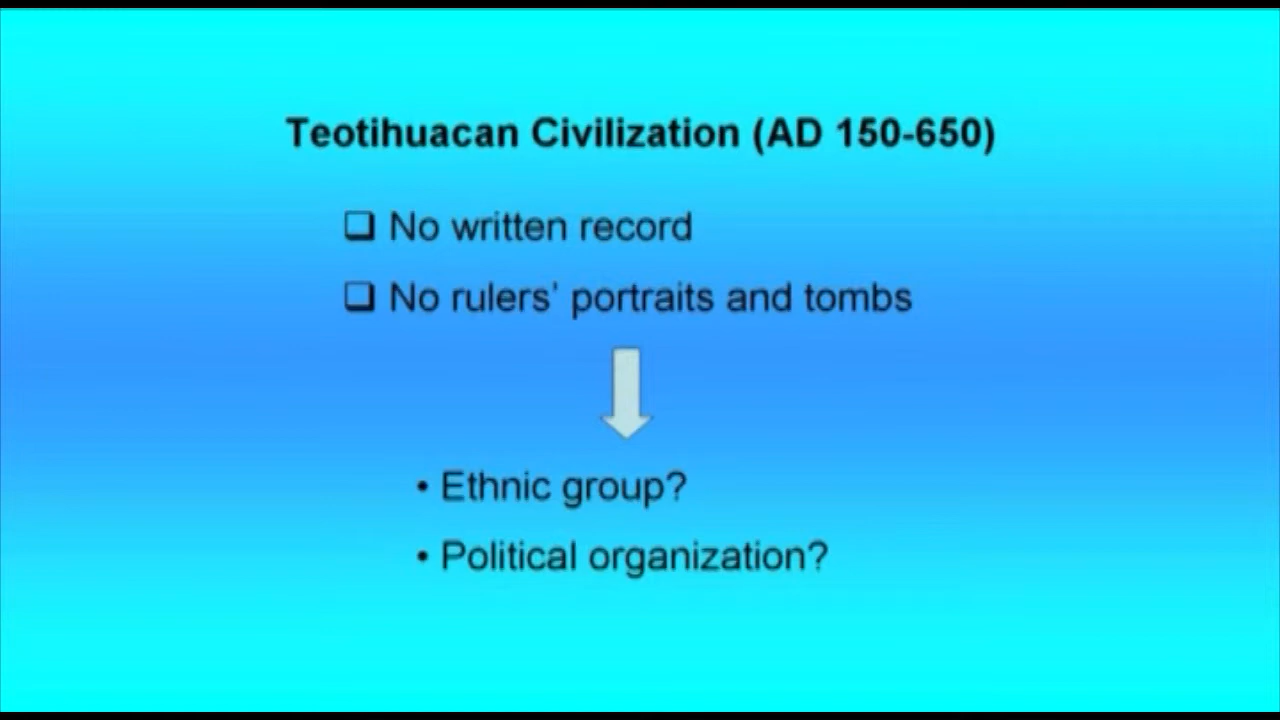 Teotihuacan Civilization (AD 150-650)
❑ No written record
❑ No rulers' portraits and tombs
• Ethnic group?
• Political organization?